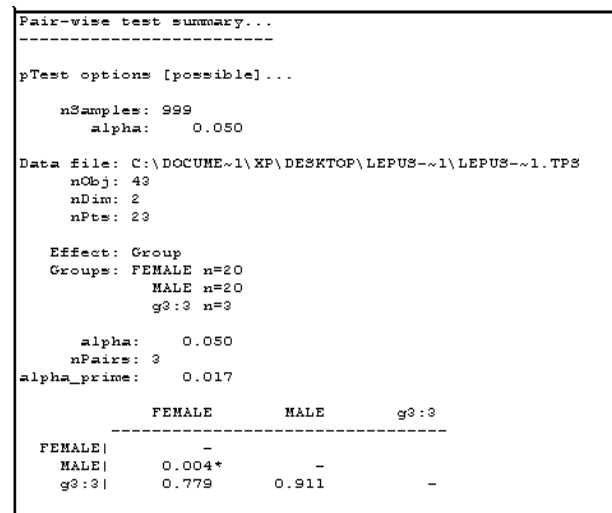 Pair-wise test summary...
--------------------------
pTest options [possible]...
nSamples: 999
alpha: 0.050
Data file: C:\DOCUME~1\XP\DESKTOP\LEPUS-~1\LEPUS-~1.TPS
nObj: 43
nDim: 2
nPts: 23
Effect: Group
Groups: FEMALE n=20
MALE n=20
g3:3 n=3
alpha: 0.050
nPairs: 3
alpha_prime: 0.017
FEMALE MALE g3:3
----------------------------------
FEMALE| -
MALE| 0.004* -
g3:3| 0.779 0.911 -